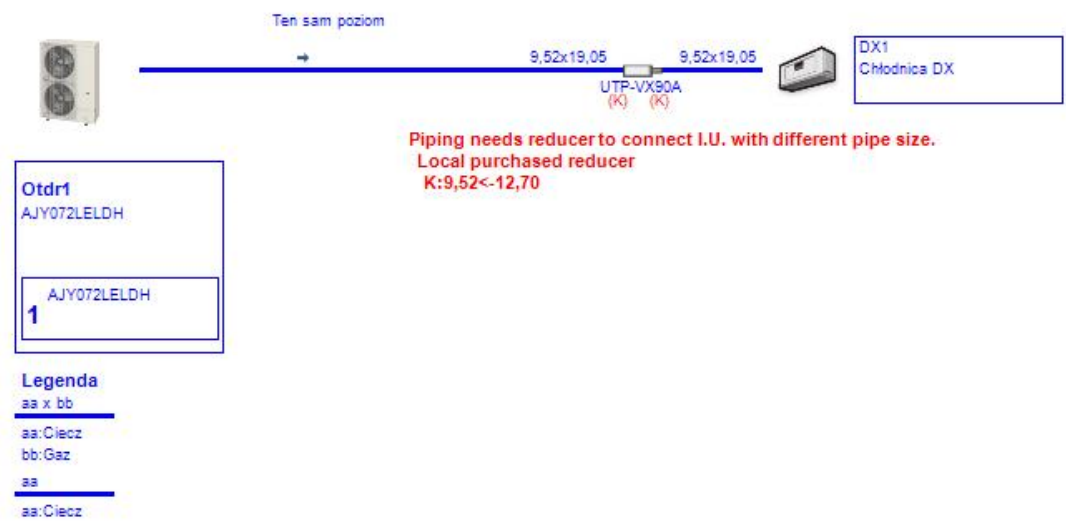 Ten sam poziom
9,52x19,05
9,52x19,05
UTP-VX90A
(K) (K)
DX1
Chłodnica DX
Piping needs reducer to connect I.U. with different pipe size.
Local purchased reducer
K:9,52<-12,70
Otdr1
AJY072LELDH
AJY072LELDH
1
Legenda
aa x bb
aa:Ciecz
bb:Gaz
aa
aa:Ciecz